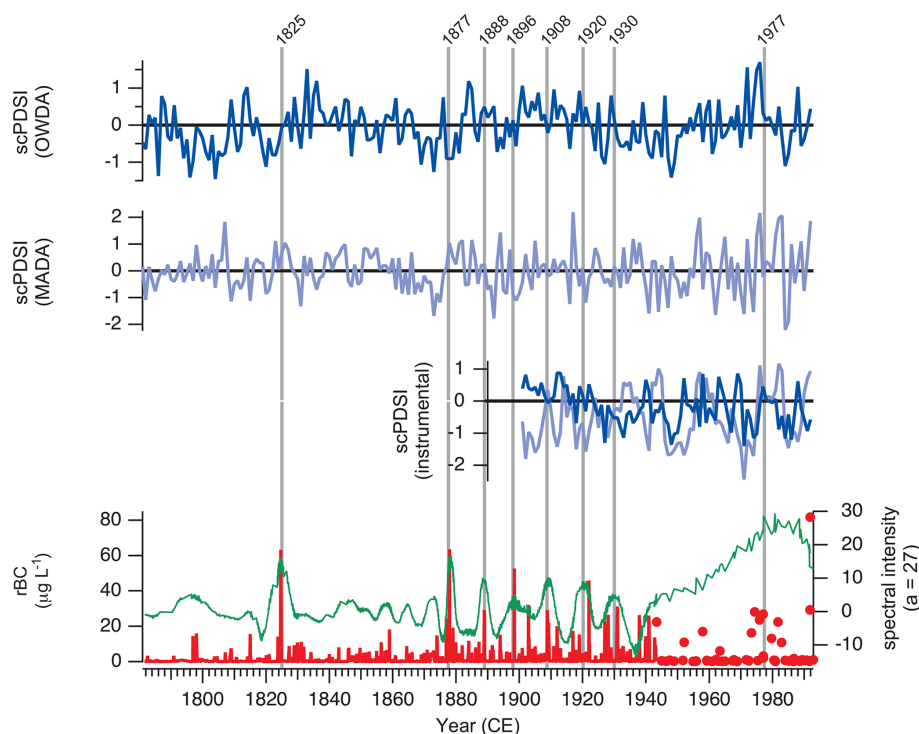 1825
1877
1888
1896
1908
1920
1930
1977
scPDSI
(OWDA)
1
0
-1
scPDSI
(MADA)
2
1
0
-1
-2
scPDSI
(instrumental)
1
0
-1
-2
rBC
(µg L⁻¹)
80
60
40
20
0
30
20
10
0
-10
spectral intensity
(a = 27)
1800 1820 1840 1860 1880 1900 1920 1940 1960 1980
Year (CE)